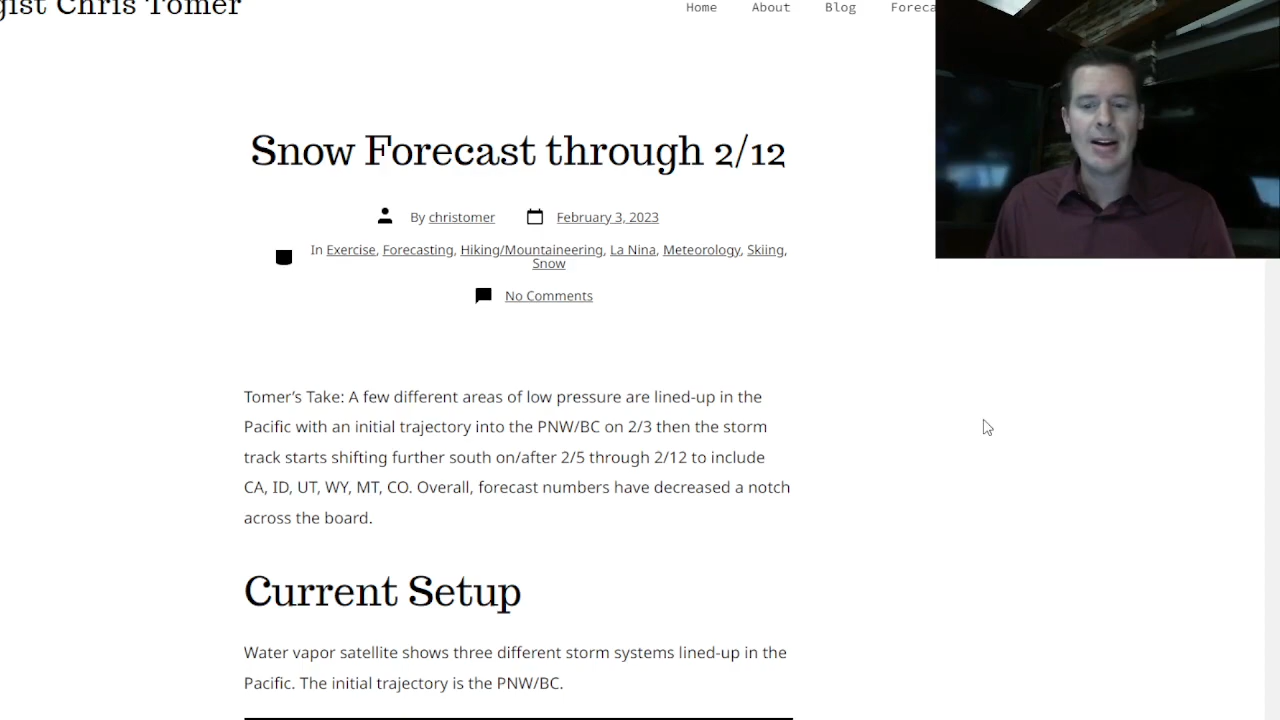 gist Chris Tomer
Home About Blog Foreca
Snow Forecast through 2/12
By christomer February 3, 2023
In Exercise, Forecasting, Hiking/Mountaineering, La Nina, Meteorology, Skiing,
Snow
No Comments
Tomer’s Take: A few different areas of low pressure are lined-up in the
Pacific with an initial trajectory into the PNW/BC on 2/3 then the storm
track starts shifting further south on/after 2/5 through 2/12 to include
CA, ID, UT, WY, MT, CO. Overall, forecast numbers have decreased a notch
across the board.
Current Setup
Water vapor satellite shows three different storm systems lined-up in the
Pacific. The initial trajectory is the PNW/BC.